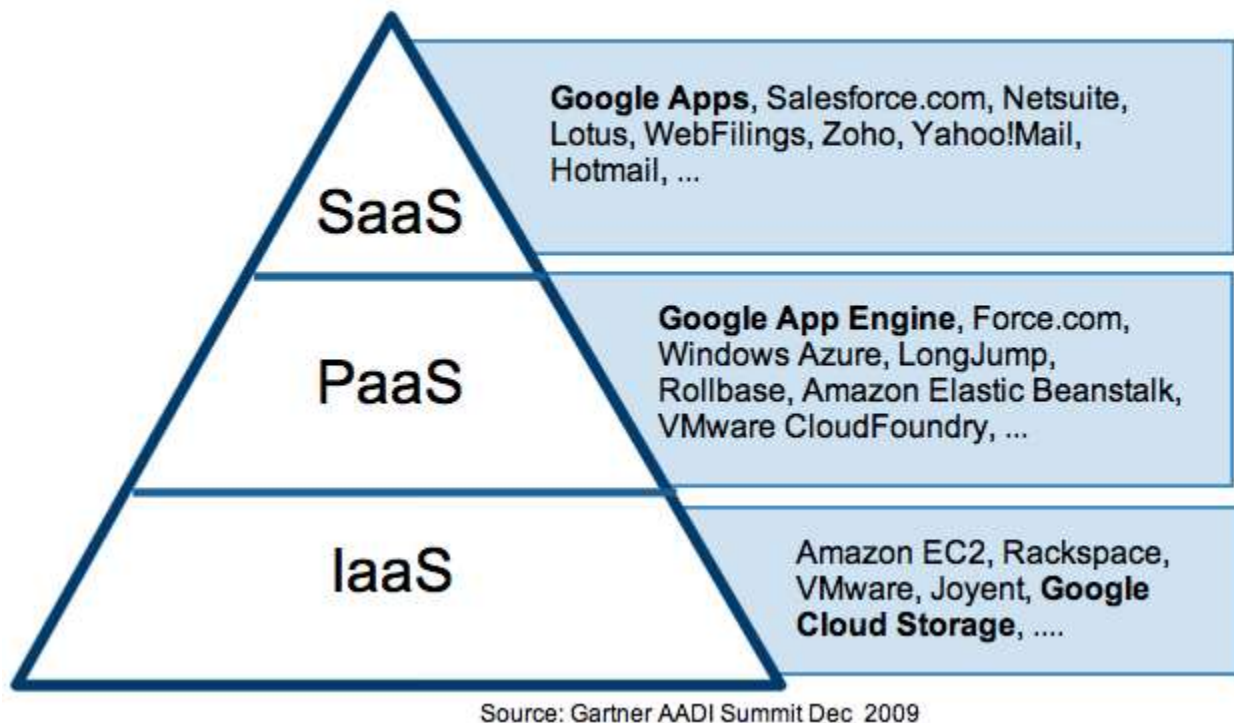 SaaS
Google Apps, Salesforce.com, Netsuite,
Lotus, WebFilings, Zoho, Yahoo!Mail,
Hotmail, ...
PaaS
Google App Engine, Force.com,
Windows Azure, LongJump,
Rollbase, Amazon Elastic Beanstalk,
VMware CloudFoundry, ...
IaaS
Amazon EC2, Rackspace,
VMware, Joyent, Google
Cloud Storage, ....
Source: Gartner AADI Summit Dec 2009